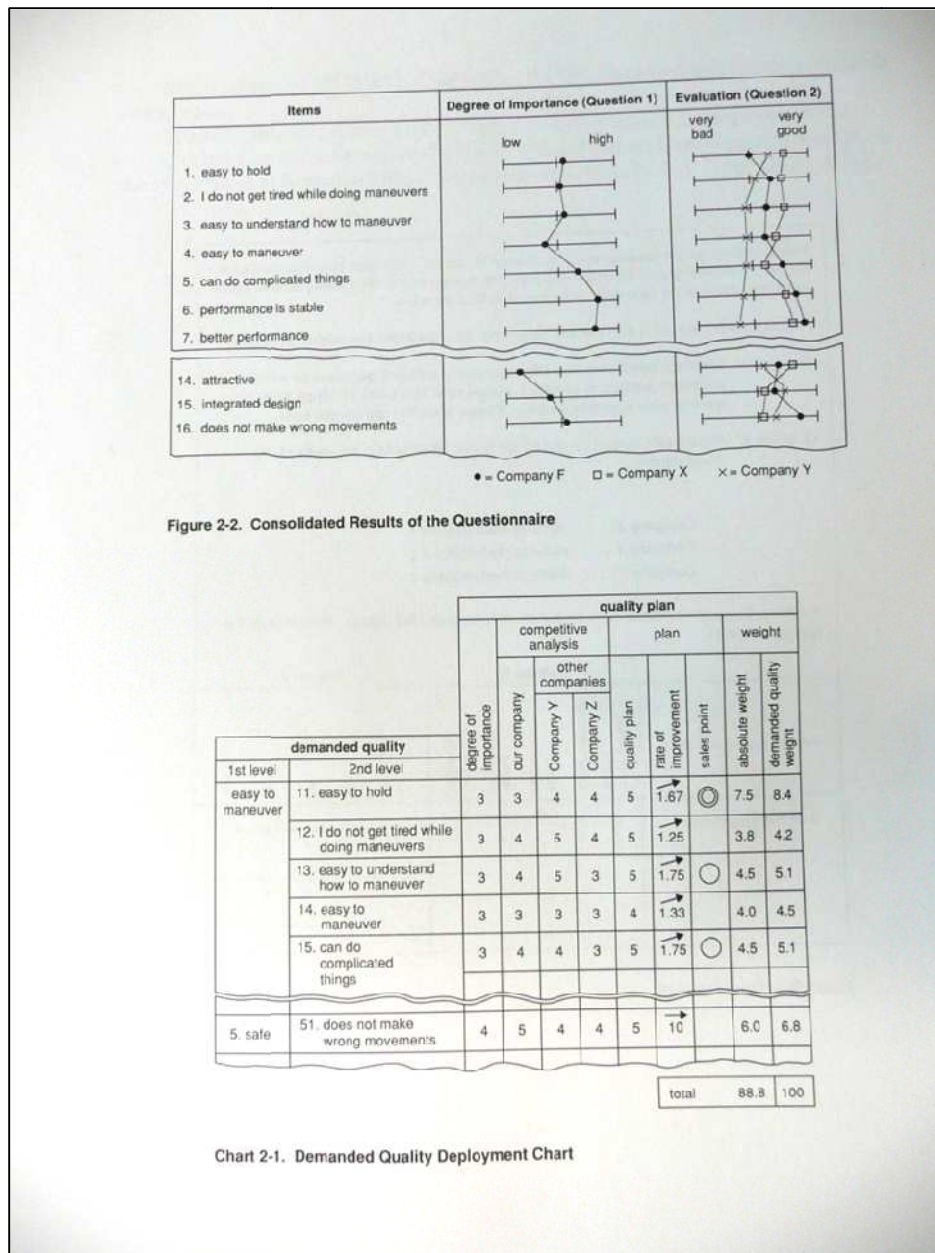 Items Degree of Importance (Question 1) Evaluation (Question 2)
low high very bad very good
1. easy to hold
2. I do not get tired while doing maneuvers
3. easy to understand how to maneuver
4. easy to maneuver
5. can do complicated things
6. performance is stable
7. better performance
14. attractive
15. integrated design
16. does not make wrong movements
● = Company F □ = Company X × = Company Y
Figure 2-2. Consolidated Results of the Questionnaire
quality plan
competitive analysis plan weight
other companies
demanded quality
degree of importance our company Company Y Company Z quality plan rate of improvement sales point absolute weight demanded quality weight
1st level 2nd level
easy to maneuver 11. easy to hold 3 3 4 4 5 1.67 ◎ 7.5 8.4
12. I do not get tired while
doing maneuvers 3 4 5 4 5 1.25 3.8 4.2
13. easy to understand
how to maneuver 3 4 5 3 5 1.75 ○ 4.5 5.1
14. easy to
maneuver 3 3 3 3 4 1.33 4.0 4.5
15. can do
complicated
things 3 4 4 3 5 1.75 ○ 4.5 5.1
5. safe 51. does not make
wrong movements 4 5 4 4 5 10 6.0 6.8
total 88.8 100
Chart 2-1. Demanded Quality Deployment Chart